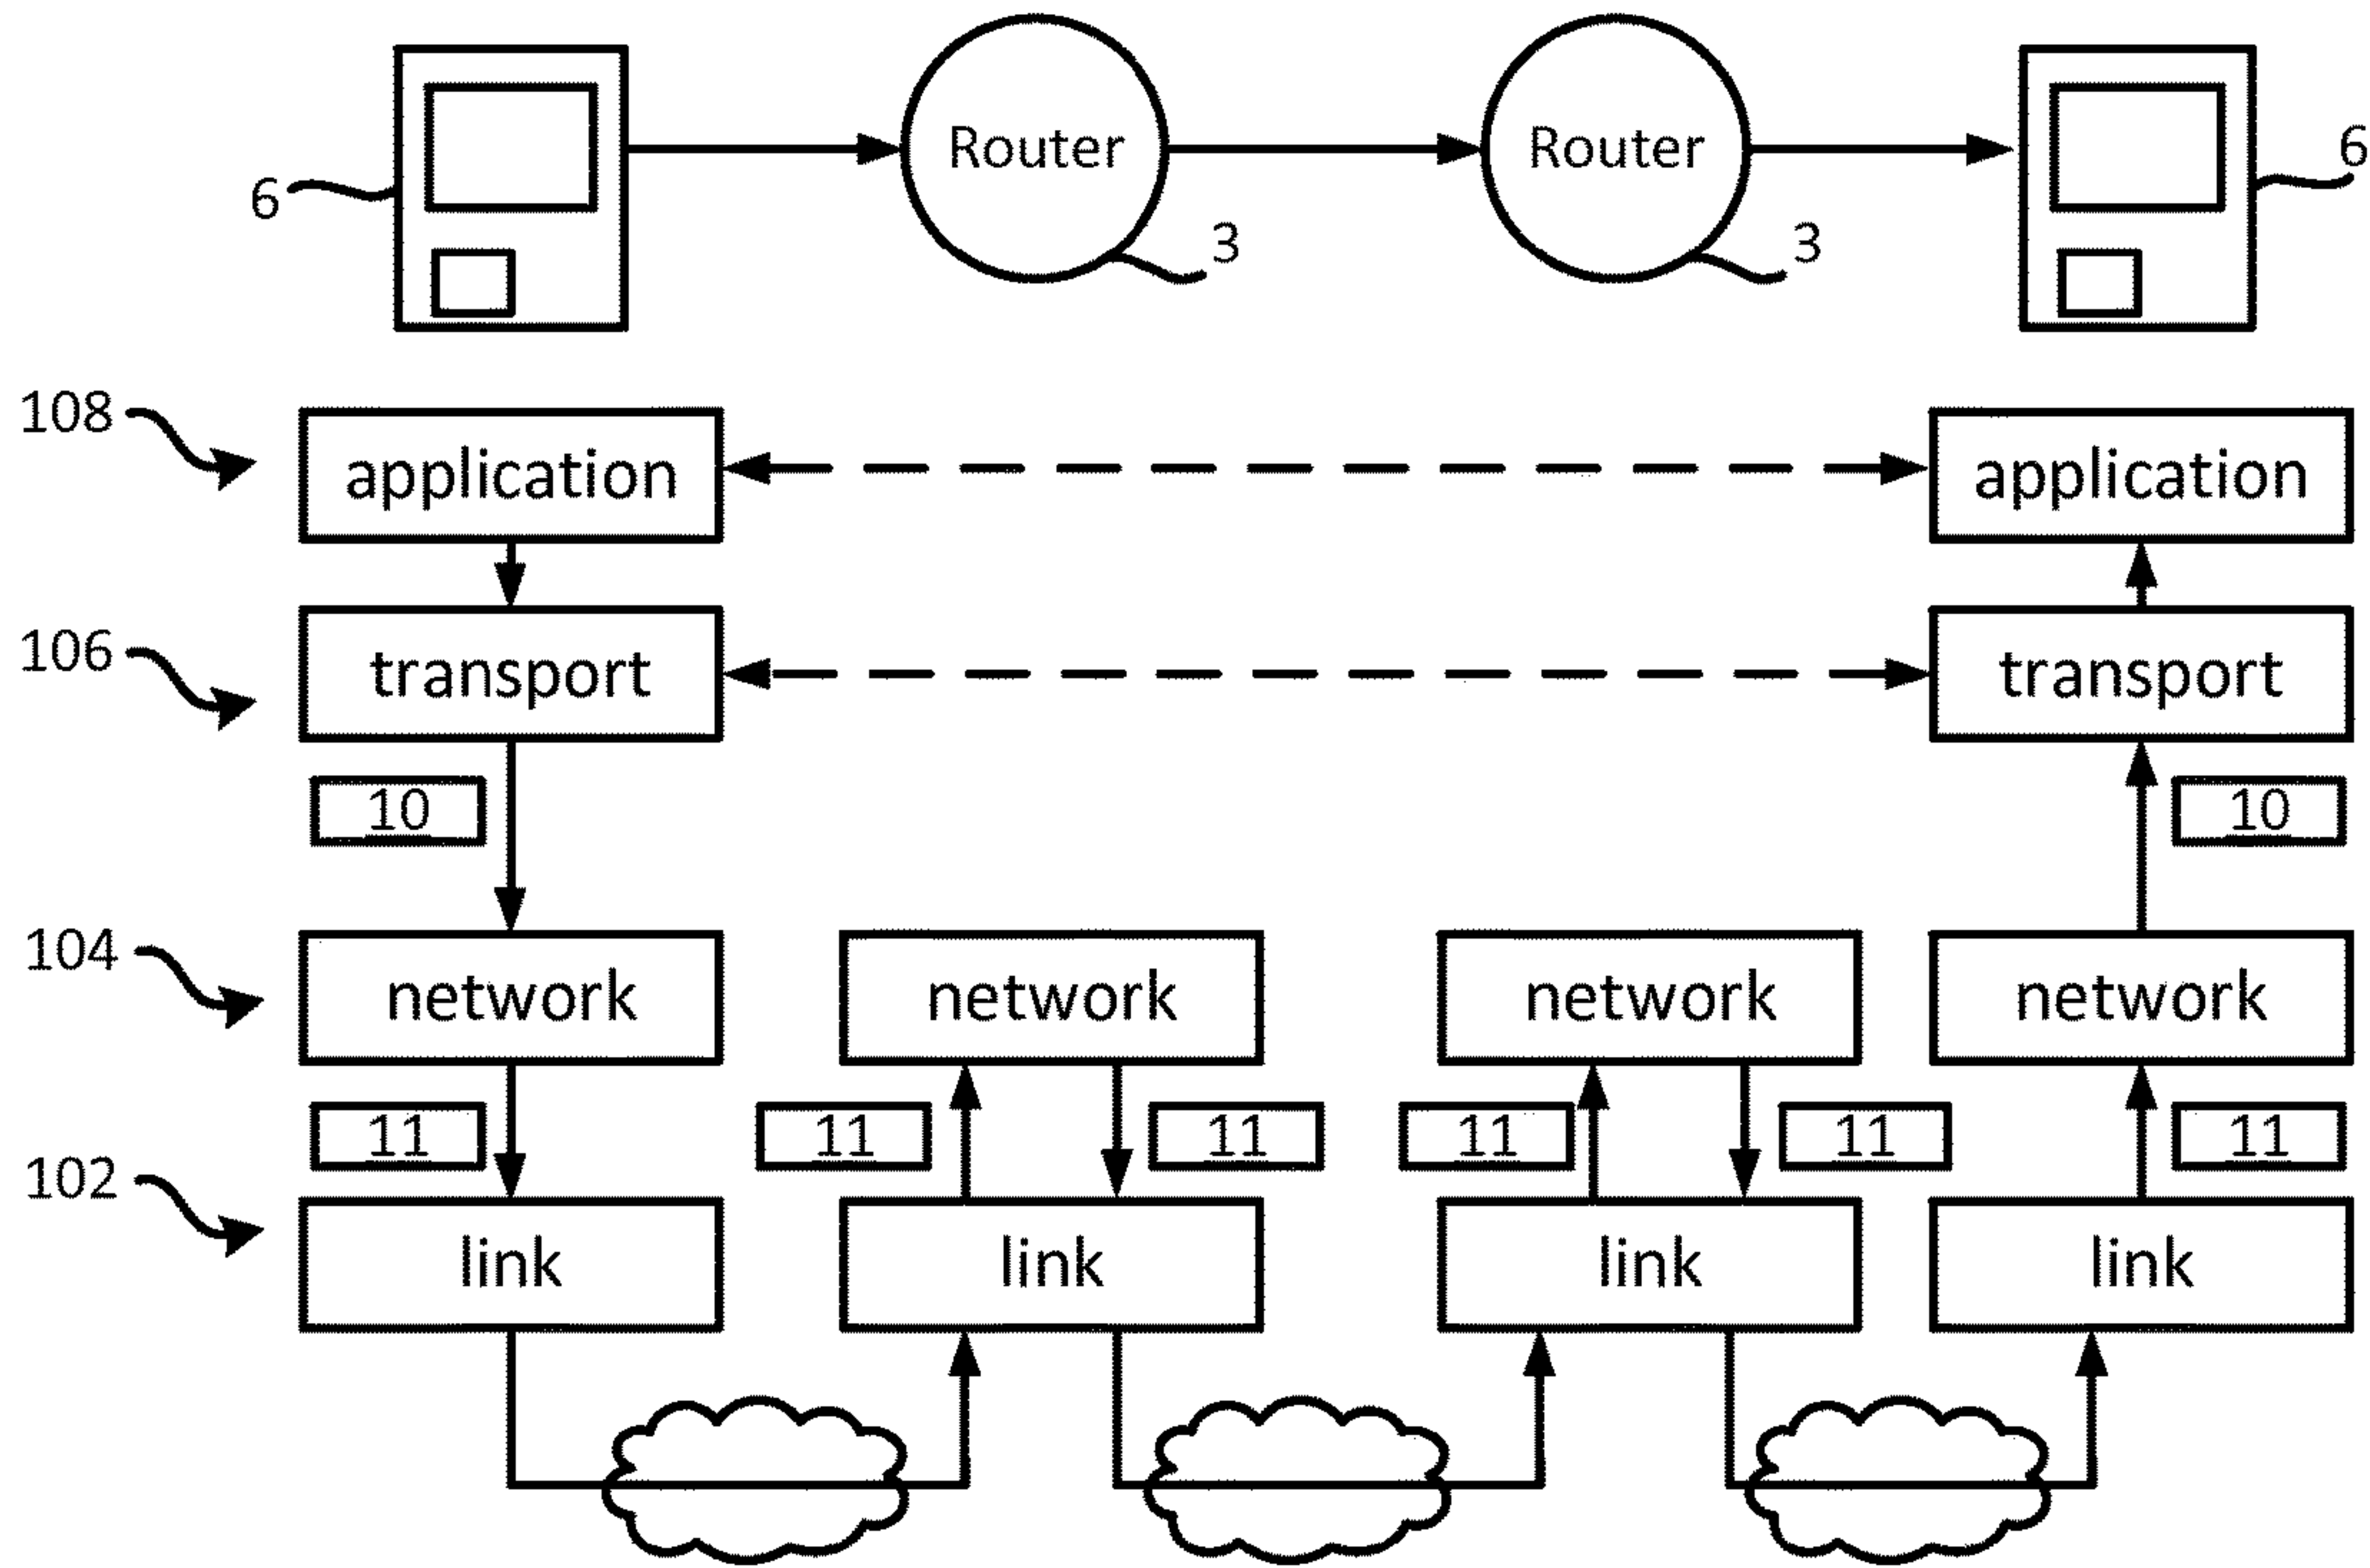 Router Router
6 6
3 3
108 application application
106 transport transport
10 10
104 network network network network
11 11 11 11 11 11
102 link link link link